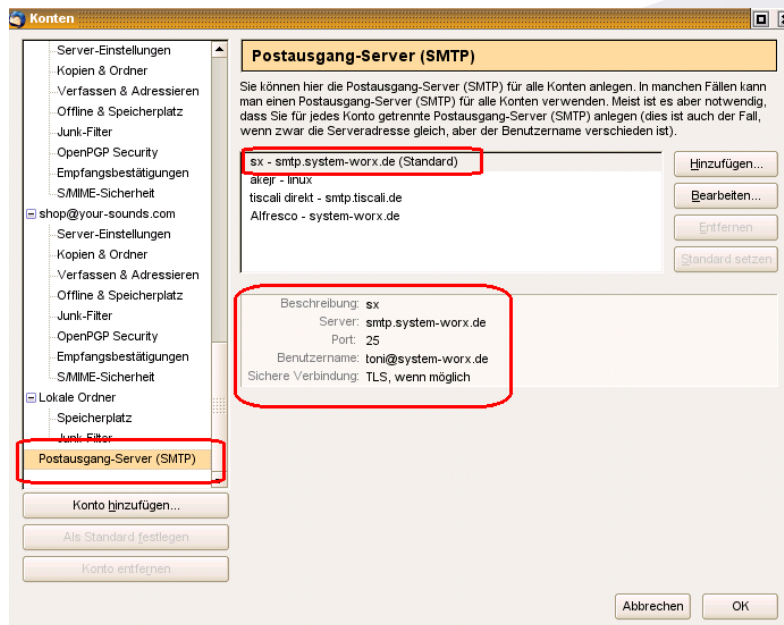 Konten
Server-Einstellungen
Kopien & Ordner
Verfassen & Adressieren
Offline & Speicherplatz
Junk-Filter
OpenPGP Security
Empfangsbestätigungen
S/MIME-Sicherheit
shop@your-sounds.com
Server-Einstellungen
Kopien & Ordner
Verfassen & Adressieren
Offline & Speicherplatz
Junk-Filter
OpenPGP Security
Empfangsbestätigungen
S/MIME-Sicherheit
Lokale Ordner
Speicherplatz
Junk-Filter
Postausgang-Server (SMTP)
Konto hinzufügen...
Als Standard festlegen
Konto entfernen
Postausgang-Server (SMTP)
Sie können hier die Postausgang-Server (SMTP) für alle Konten anlegen. In manchen Fällen kann
man einen Postausgang-Server (SMTP) für alle Konten verwenden. Meist ist es aber notwendig,
dass Sie für jedes Konto getrennte Postausgang-Server (SMTP) anlegen (dies ist auch der Fall,
wenn zwar die Serveradresse gleich, aber der Benutzername verschieden ist).
sx - smtp.system-worx.de (Standard)
akejr - linux
tiscali direkt - smtp.tiscali.de
Alfresco - system-worx.de
Hinzufügen...
Bearbeiten...
Entfernen
Standard setzen
Beschreibung: sx
Server: smtp.system-worx.de
Port: 25
Benutzername: toni@system-worx.de
Sichere Verbindung: TLS, wenn möglich
Abbrechen
OK